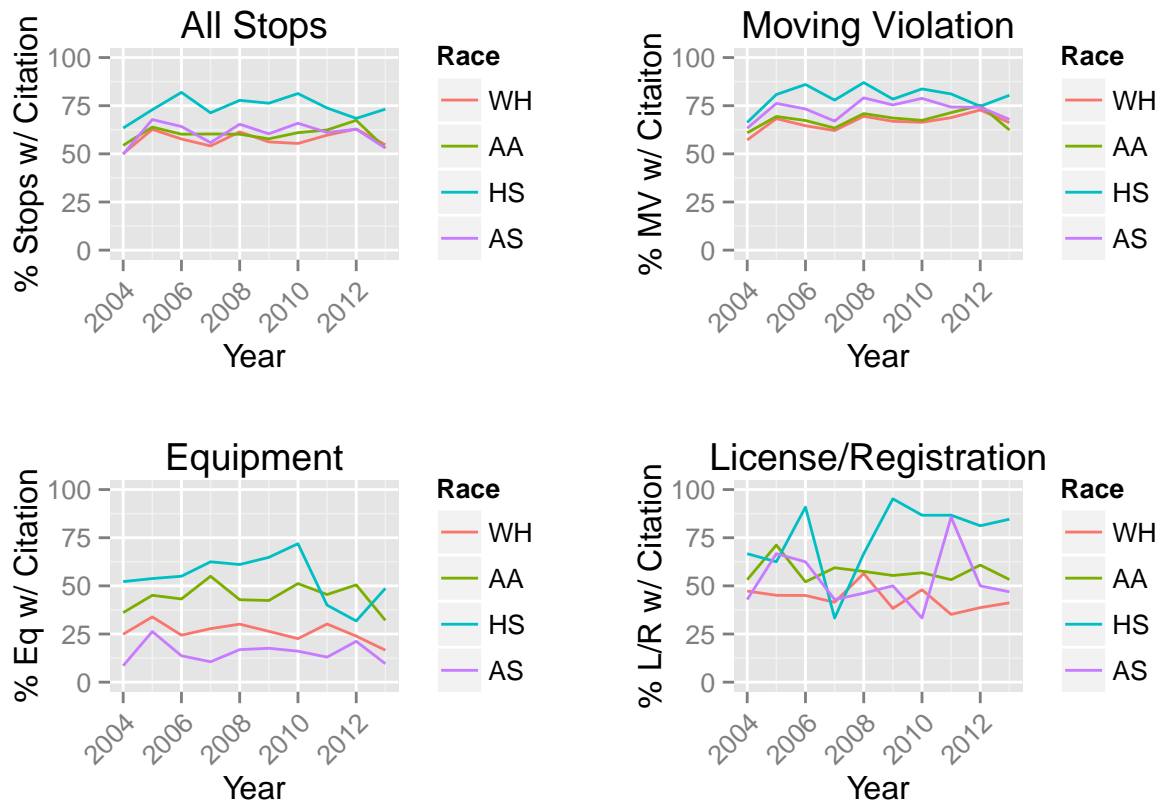 All Stops
% Stops w/ Citation
100
75
50
25
0
2004
2006
2008
2010
2012
Year
Race
WH
AA
HS
AS
Moving Violation
% MV w/ Citaiton
100
75
50
25
0
2004
2006
2008
2010
2012
Year
Race
WH
AA
HS
AS
Equipment
% Eq w/ Citation
100
75
50
25
0
2004
2006
2008
2010
2012
Year
Race
WH
AA
HS
AS
License/Registration
% L/R w/ Citation
100
75
50
25
0
2004
2006
2008
2010
2012
Year
Race
WH
AA
HS
AS